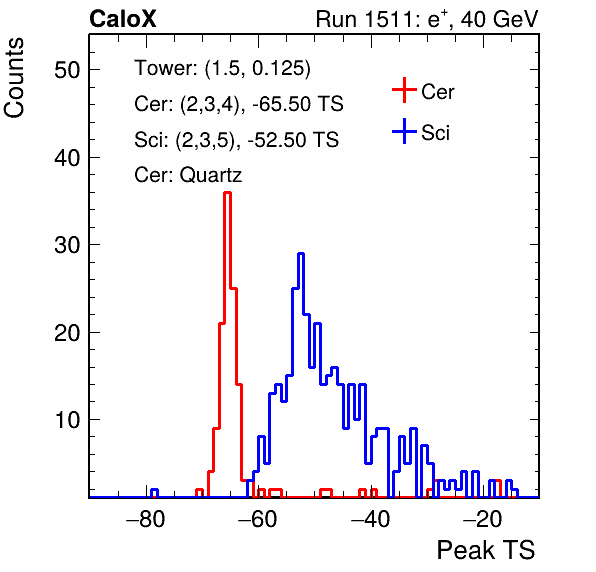 CaloX Run 1511: e⁺, 40 GeV
Counts
Tower: (1.5, 0.125)
Cer: (2,3,4), -65.50 TS
Sci: (2,3,5), -52.50 TS
Cer: Quartz
Cer
Sci
50
40
30
20
10
−80 −60 −40 −20
Peak TS